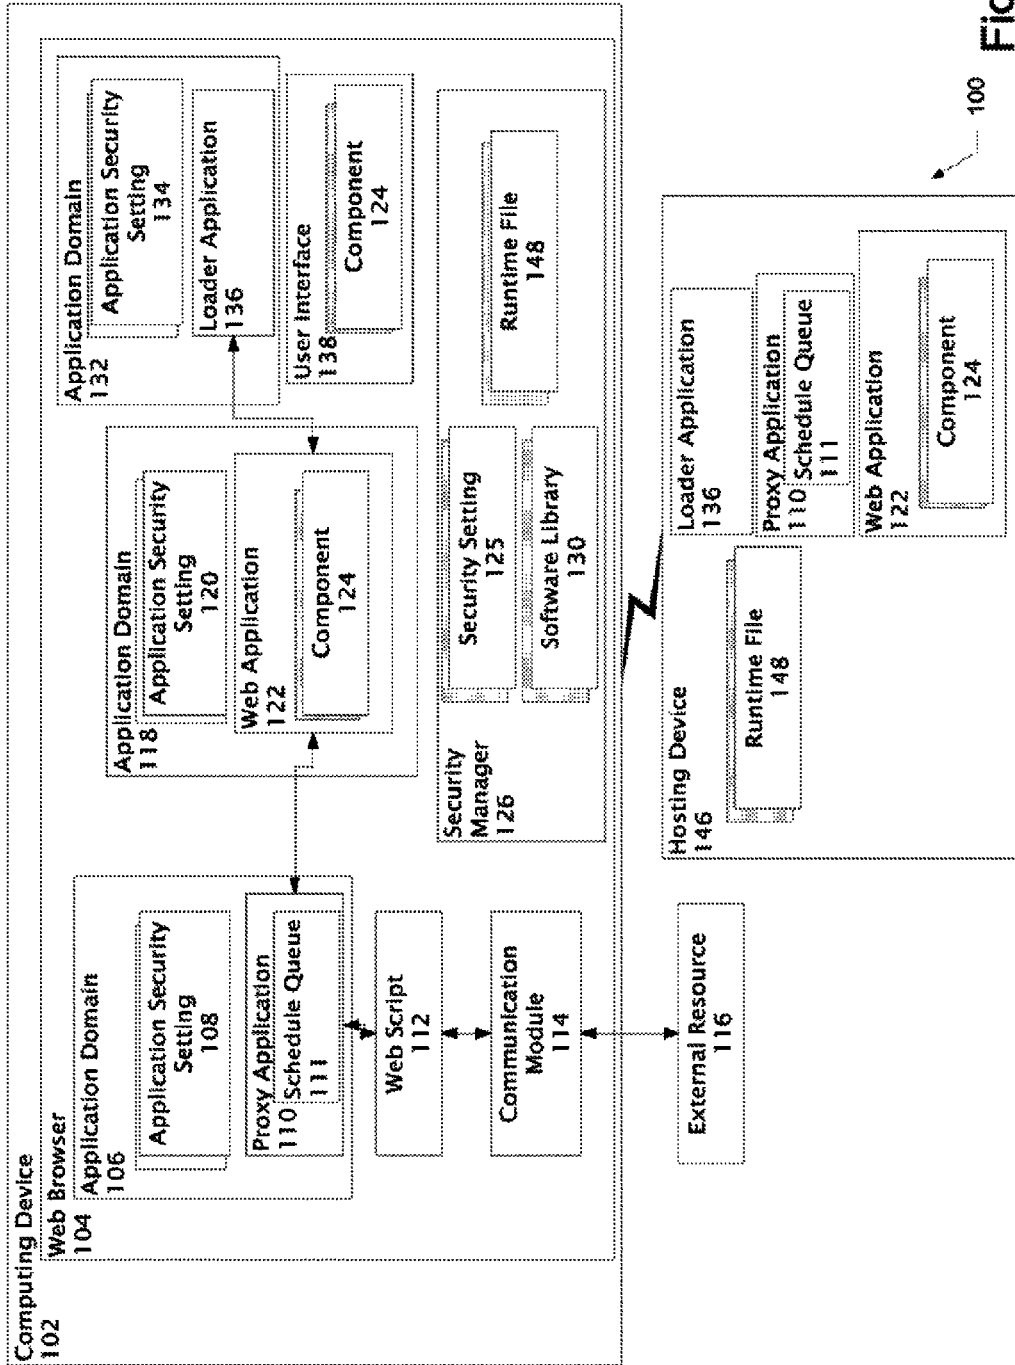 Computing Device
102
Web Browser
104
Application Domain
106
Application Security
Setting
108
Proxy Application
110
Schedule Queue
111
Web Script
112
Communication
Module
114
External Resource
116
Application Domain
118
Application Security
Setting
120
Web Application
122
Component
124
Application Domain
132
Application Security
Setting
134
Loader Application
136
User Interface
138
Component
124
Security
Manager
126
Security Setting
125
Software Library
130
Runtime File
148
Hosting Device
146
Runtime File
148
Loader Application
136
Proxy Application
110
Schedule Queue
111
Web Application
122
Component
124
100